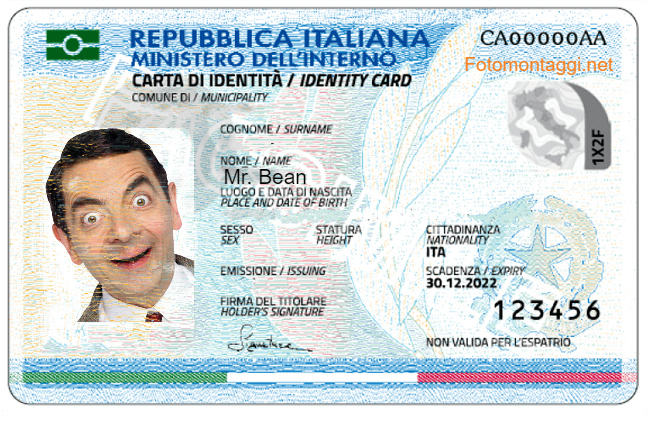 REPUBBLICA ITALIANA
CA00000AA
MINISTERO DELL'INTERNO
Fotomontaggi.net
CARTA DI IDENTITÀ / IDENTITY CARD
COMUNE DI / MUNICIPALITY
1X2F
COGNOME / SURNAME
NOME / NAME
Mr. Bean
LUOGO E DATA DI NASCITA
PLACE AND DATE OF BIRTH
SESSO
SEX
STATURA
HEIGHT
CITTADINANZA
NATIONALITY
ITA
EMISSIONE / ISSUING
SCADENZA / EXPIRY
30.12.2022
FIRMA DEL TITOLARE
HOLDER'S SIGNATURE
123456
NON VALIDA PER L'ESPATRIO